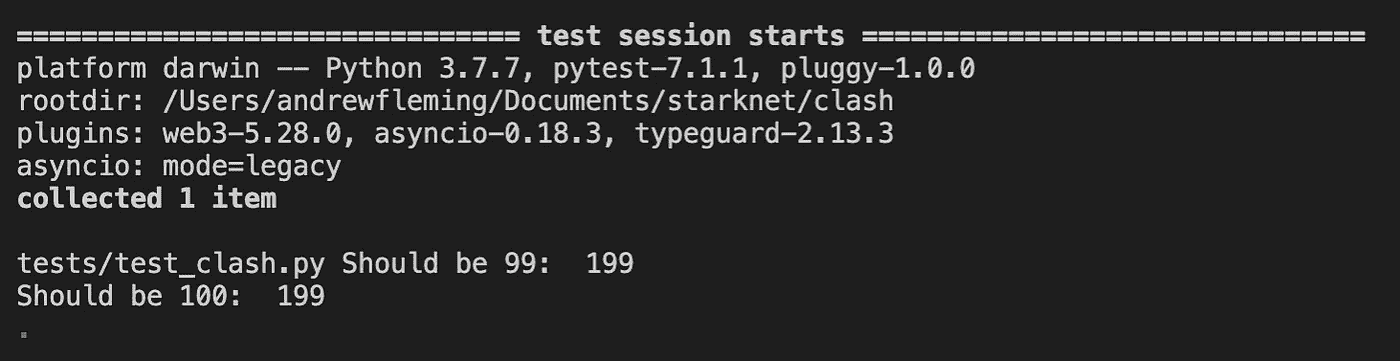 =============================== test session starts ===============================
platform darwin -- Python 3.7.7, pytest-7.1.1, pluggy-1.0.0
rootdir: /Users/andrewfleming/Documents/starknet/clash
plugins: web3-5.28.0, asyncio-0.18.3, typeguard-2.13.3
asyncio: mode=legacy
collected 1 item
tests/test_clash.py Should be 99:  199
Should be 100:  199
.